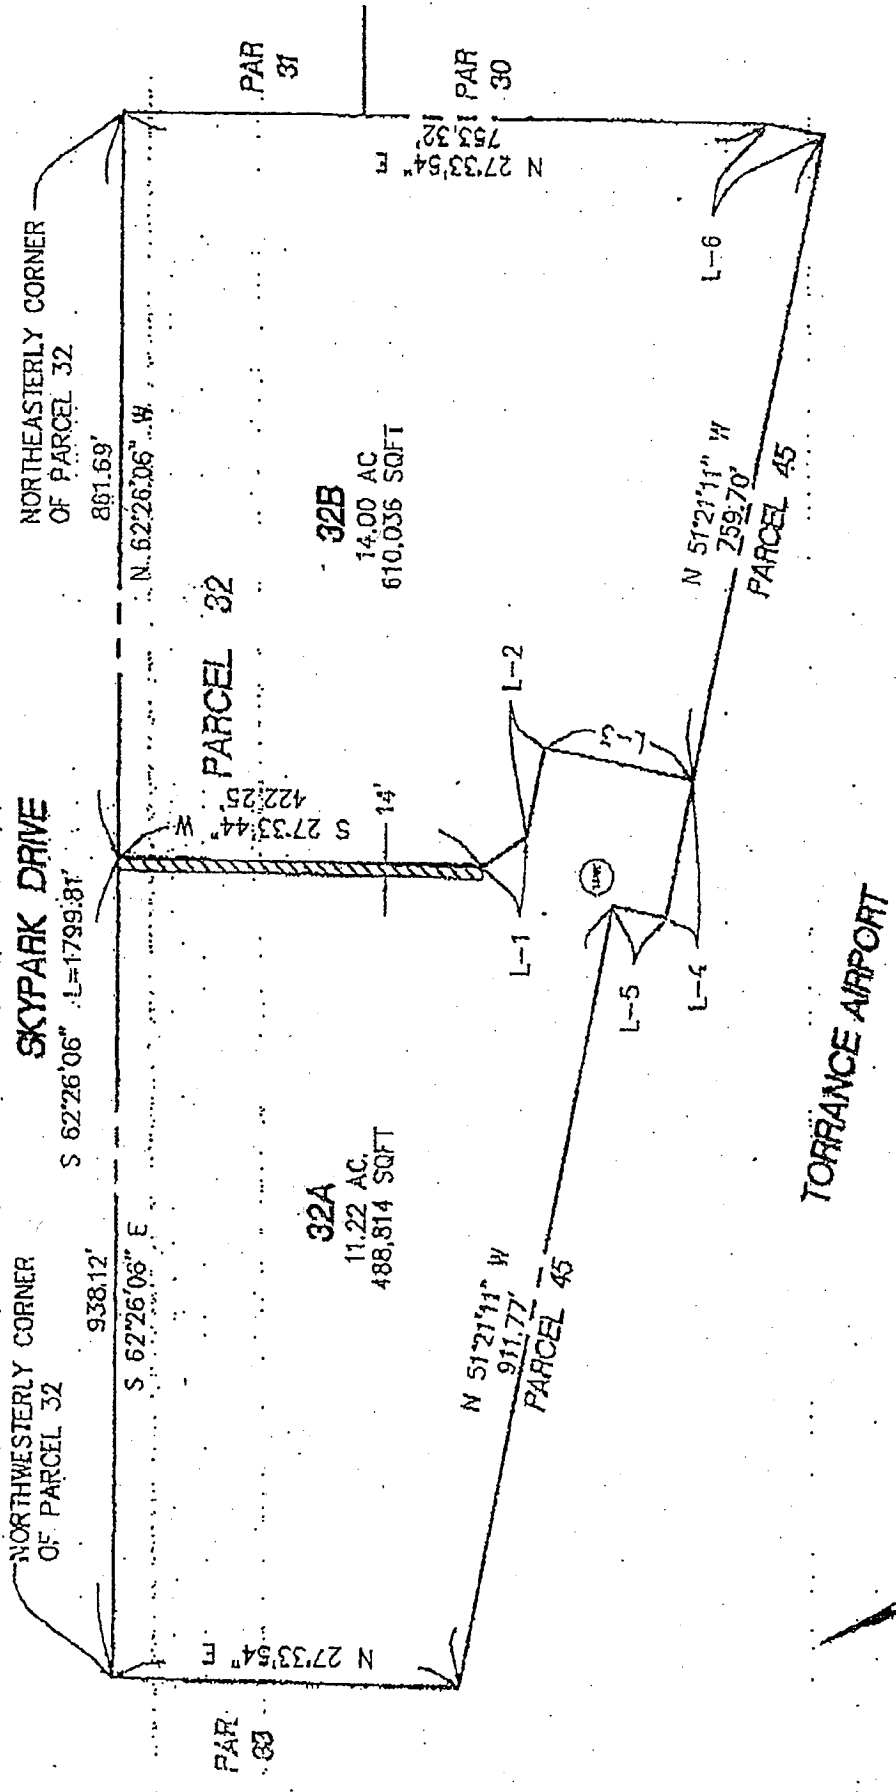 NORTHWESTERLY CORNER
OF PARCEL 32
SKYPARK DRIVE
S 62°26'06" L=1799.81'
NORTHEASTERLY CORNER
OF PARCEL 32
938.12'
S 62°26'06" E
861.69'
N 62°26'06" W
PAR
31
PAR
30
N 27°33'54" E
753.32'
PARCEL 32
S 27°33'44" W
422.25'
14'
32A
11.22 AC.
488,814 SQFT
32B
14.00 AC
610,036 SQFT
PAR
N 27°33'54" E
L-1
L-2
L-3
L-4
L-5
L-6
N 51°21'11" W
911.77'
PARCEL 45
N 51°21'11" W
759.70'
PARCEL 45
TORRANCE AIRPORT